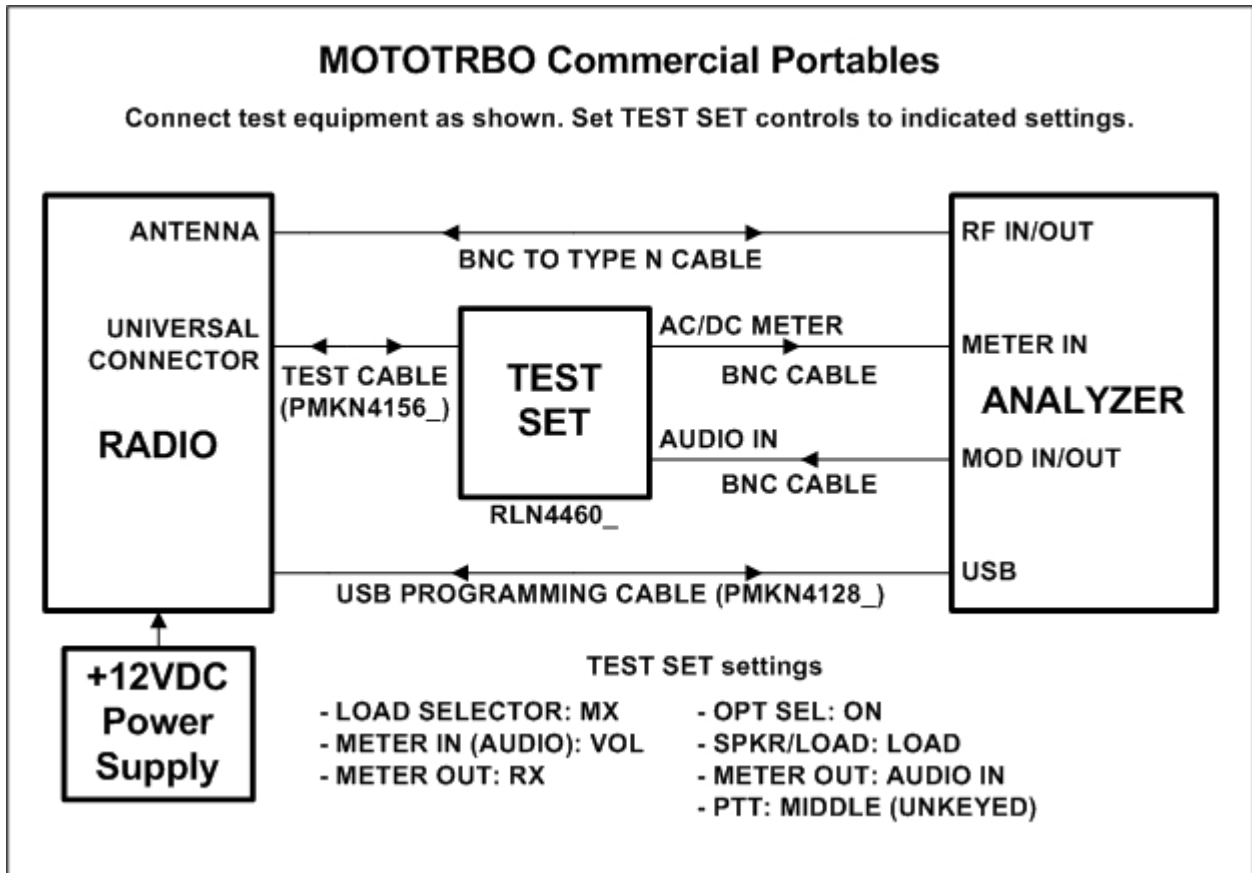 MOTOTRBO Commercial Portables
Connect test equipment as shown. Set TEST SET controls to indicated settings.
ANTENNA
BNC TO TYPE N CABLE
RF IN/OUT
UNIVERSAL
CONNECTOR
TEST CABLE
(PMKN4156_)
RADIO
TEST
SET
RLN4460_
AC/DC METER
BNC CABLE
METER IN
ANALYZER
AUDIO IN
BNC CABLE
MOD IN/OUT
USB PROGRAMMING CABLE (PMKN4128_)
USB
+12VDC
Power
Supply
TEST SET settings
- LOAD SELECTOR: MX
- METER IN (AUDIO): VOL
- METER OUT: RX
- OPT SEL: ON
- SPKR/LOAD: LOAD
- METER OUT: AUDIO IN
- PTT: MIDDLE (UNKEYED)